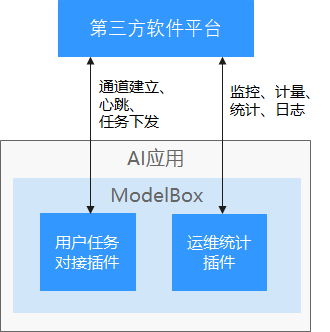 第三方软件平台
通道建立、
心跳、
任务下发
监控、计量、
统计、日志
AI应用
ModelBox
用户任务
对接插件
运维统计
插件